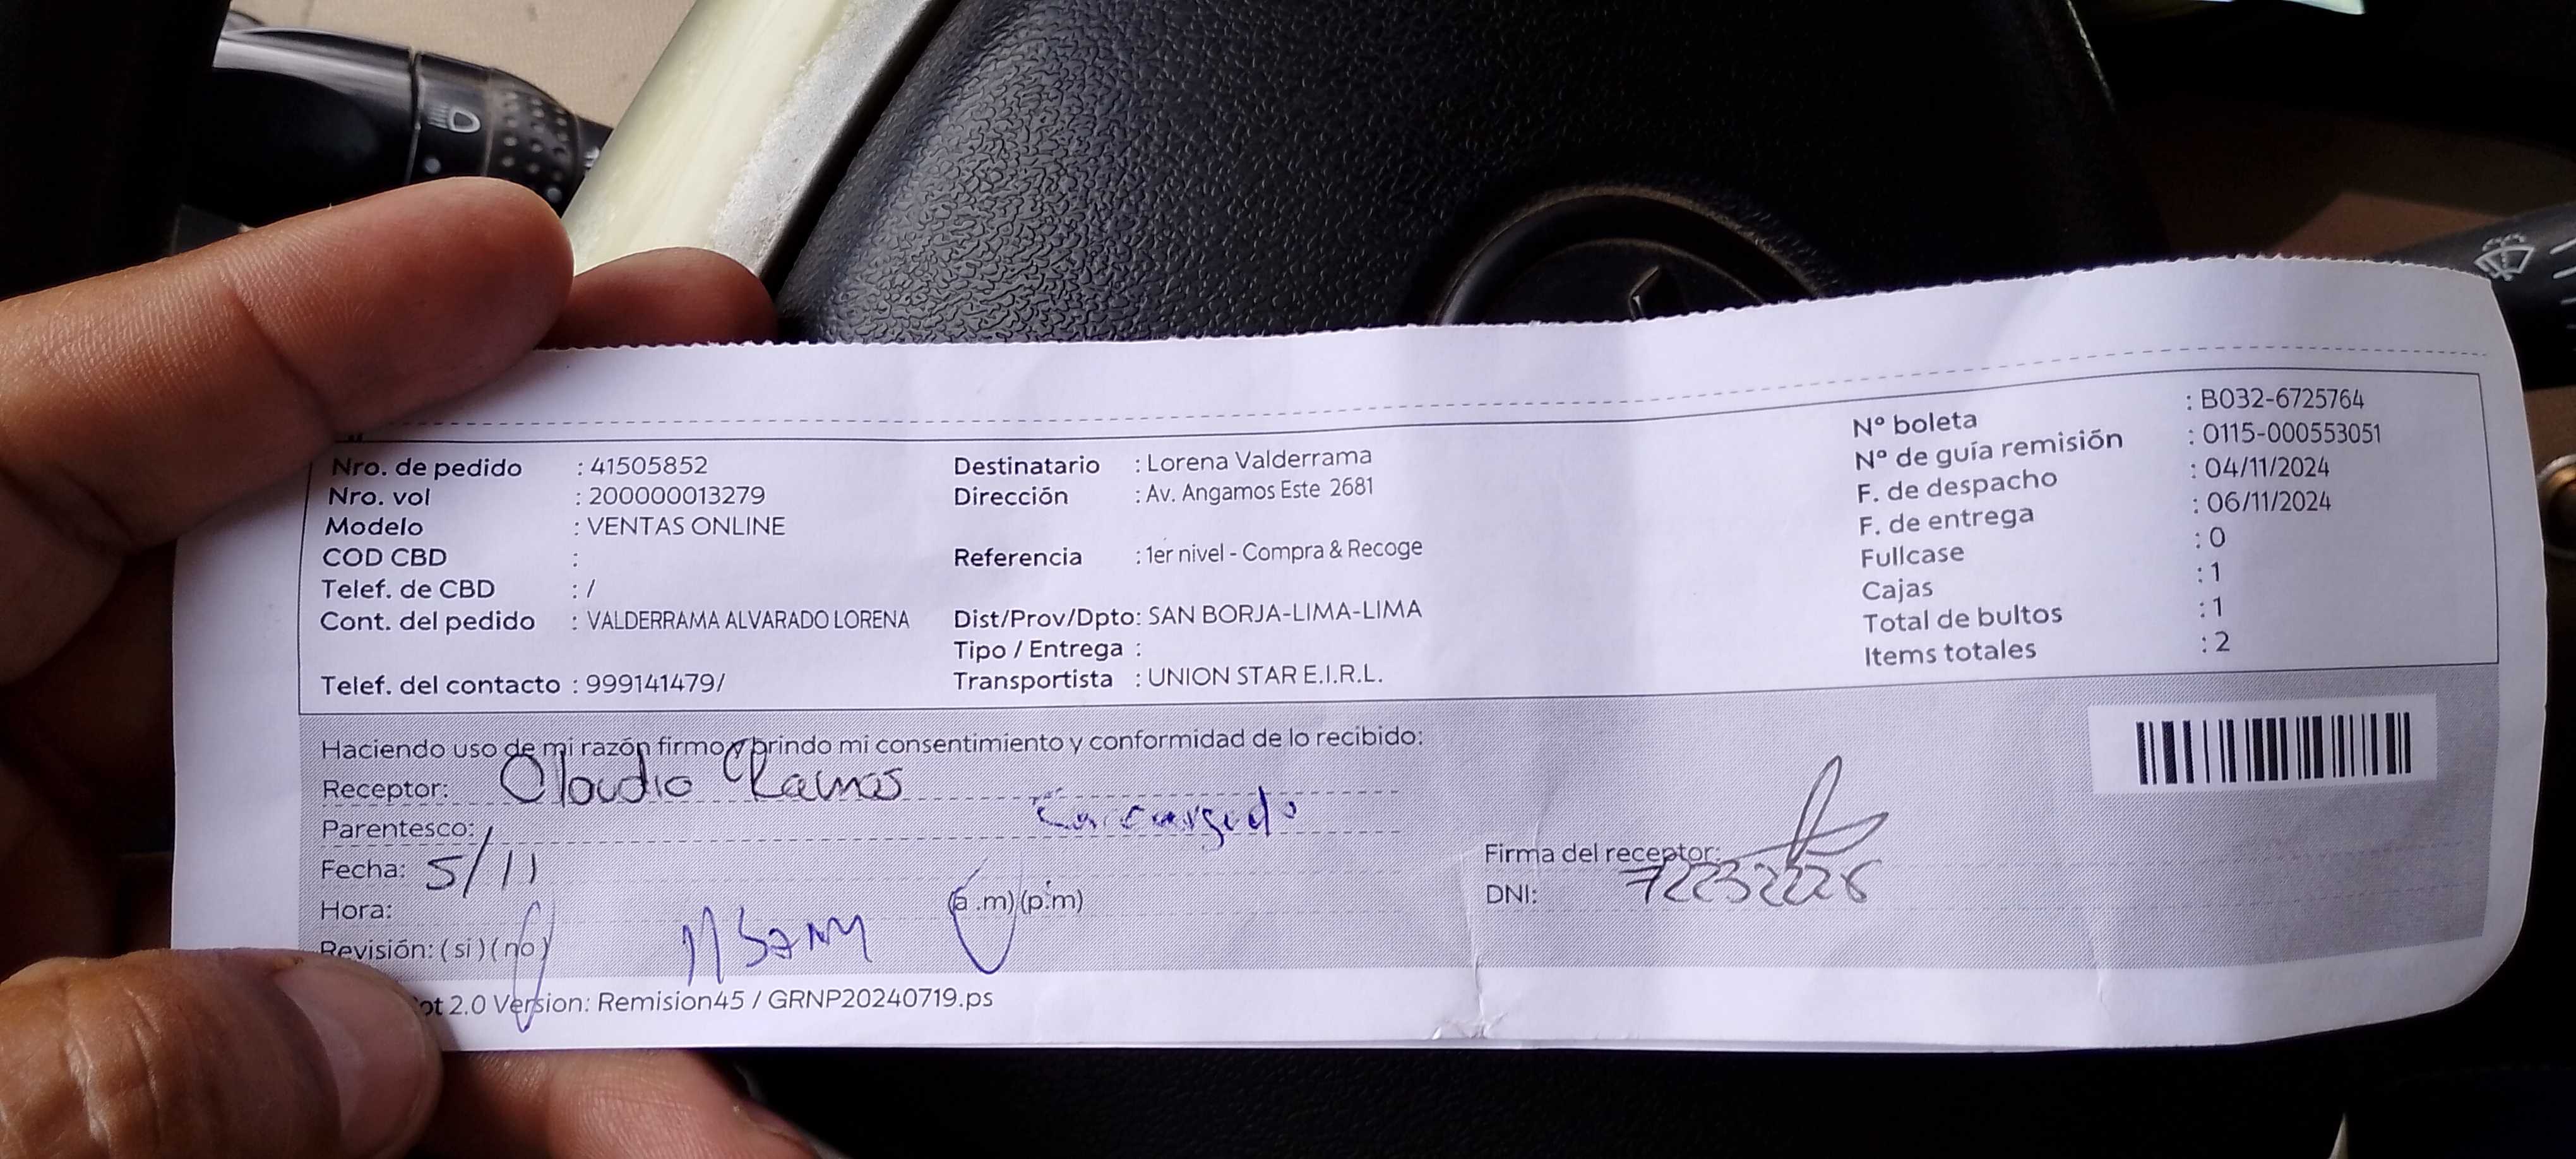 Nro. de pedido : 41505852
Nro. vol : 200000013279
Modelo : VENTAS ONLINE
COD CBD :
Telef. de CBD : /
Cont. del pedido : VALDERRAMA ALVARADO LORENA
Telef. del contacto : 999141479/
Destinatario : Lorena Valderrama
Dirección : Av. Angamos Este 2681
Referencia : 1er nivel - Compra & Recoge
Dist/Prov/Dpto: SAN BORJA-LIMA-LIMA
Tipo / Entrega :
Transportista : UNION STAR E.I.R.L.
Nº boleta : B032-6725764
Nº de guía remisión : 0115-000553051
F. de despacho : 04/11/2024
F. de entrega : 06/11/2024
Fullcase : 0
Cajas : 1
Total de bultos : 1
Items totales : 2
Haciendo uso de mi razón firmo y brindo mi consentimiento y conformidad de lo recibido:
Receptor: Claudio Ramos
Parentesco: Encargado
Fecha: 5/11
Hora: (a .m) (p.m)
Revisión: ( si ) ( no )
Firma del receptor:
DNI: 72232226
2.0 Version: Remision45 / GRNP20240719.ps